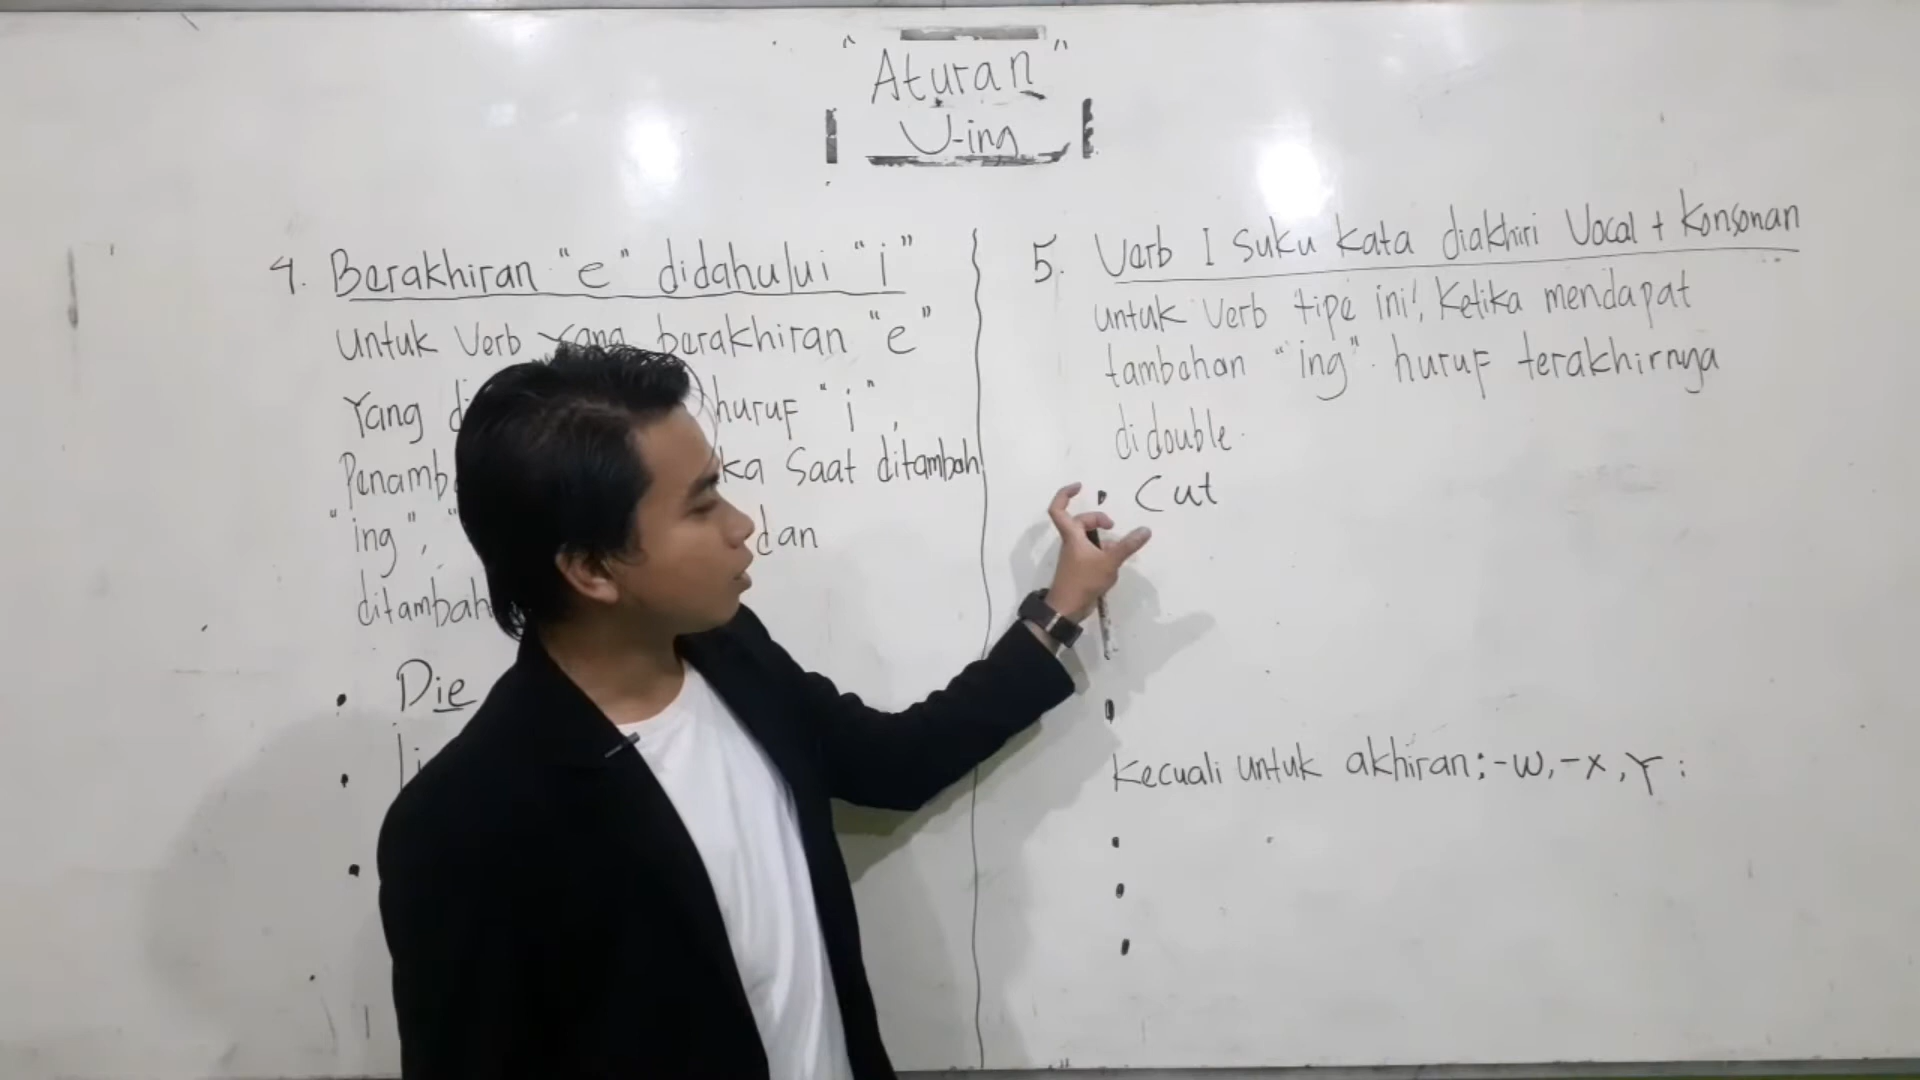 "Aturan"
V-ing
4. Berakhiran "e" didahului "i"
untuk Verb yang berakhiran "e"
Yang huruf "i",
Saat ditambah
"ing", dan
ditambah
• Die
5. Verb 1 Suku kata diakhiri Vocal + Konsonan
untuk Verb tipe ini, Ketika mendapat
tambahan "ing". huruf terakhirnya
didouble.
• Cut
Kecuali untuk akhiran; -w, -x, Y :